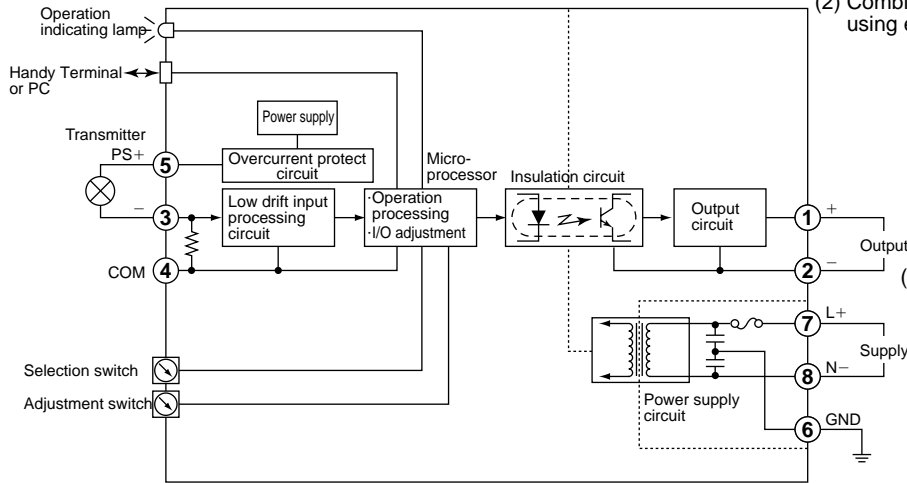 (2) Combi
using e
Operation
indicating lamp
Handy Terminal
or PC
Transmitter
PS+
5
Power supply
Overcurrent protect
circuit
Micro-
processor
Insulation circuit
−
3
Low drift input
processing
circuit
·Operation
processing
·I/O adjustment
Output
circuit
1
+
Output
COM
4
2
−
(
7
L+
Supply
Selection switch
8
N−
Adjustment switch
Power supply
circuit
6
GND